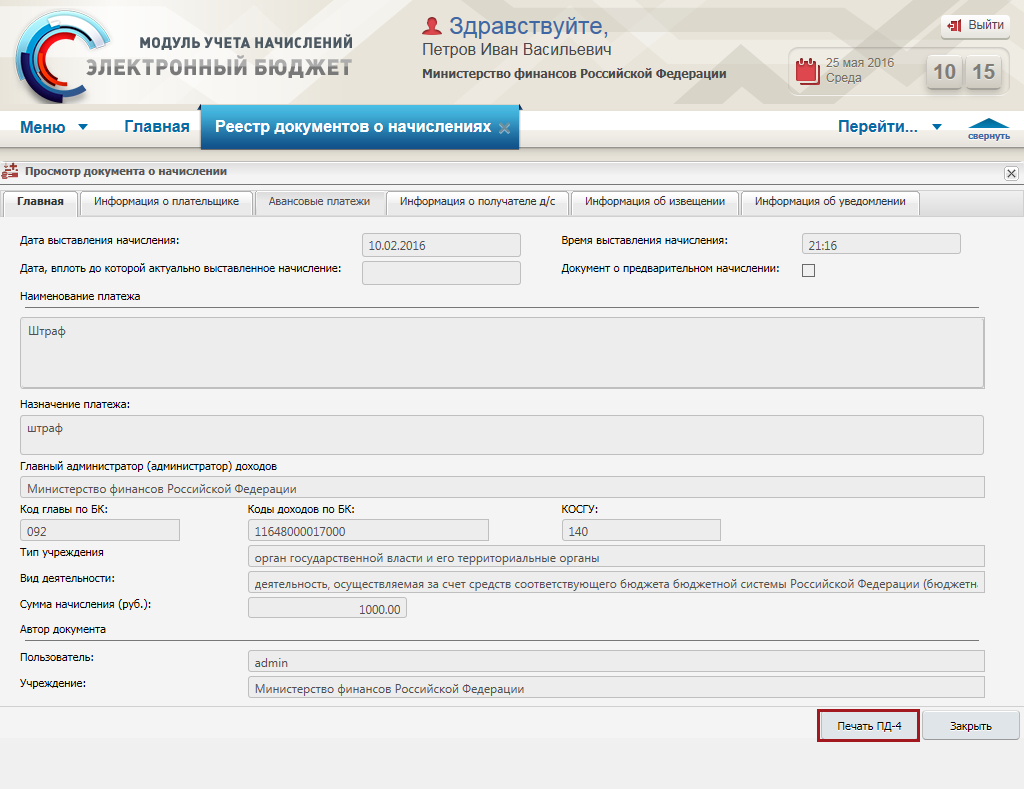 МОДУЛЬ УЧЕТА НАЧИСЛЕНИЙ
ЭЛЕКТРОННЫЙ БЮДЖЕТ
Здравствуйте,
Петров Иван Васильевич
Министерство финансов Российской Федерации
Выйти
25 мая 2016
Среда
10 15
Меню Главная Реестр документов о начислениях Перейти...
свернуть
Просмотр документа о начислении
Главная Информация о плательщике Авансовые платежи Информация о получателе д/с Информация об извещении Информация об уведомлении
Дата выставления начисления: 10.02.2016 Время выставления начисления: 21:16
Дата, вплоть до которой актуально выставленное начисление: Документ о предварительном начислении:
Наименование платежа
Штраф
Назначение платежа:
штраф
Главный администратор (администратор) доходов
Министерство финансов Российской Федерации
Код главы по БК: Коды доходов по БК: КОСГУ:
092 11648000017000 140
Тип учреждения орган государственной власти и его территориальные органы
Вид деятельности: деятельность, осуществляемая за счет средств соответствующего бюджета бюджетной системы Российской Федерации (бюджетна
Сумма начисления (руб.): 1000.00
Автор документа
Пользователь: admin
Учреждение: Министерство финансов Российской Федерации
Печать ПД-4 Закрыть